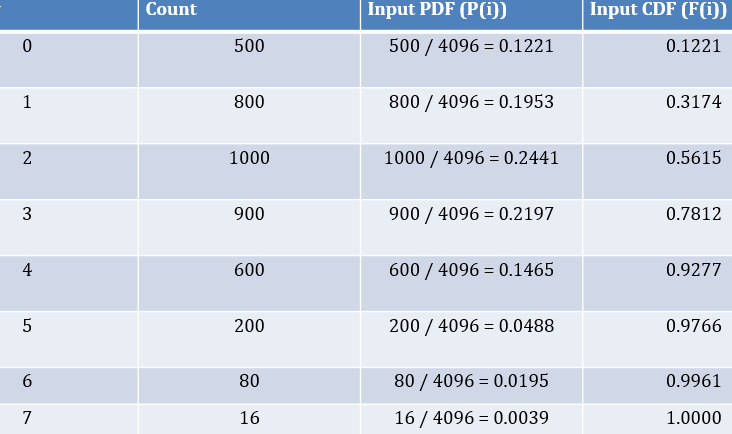 Count Input PDF (P(i)) Input CDF (F(i))
0 500 500 / 4096 = 0.1221 0.1221
1 800 800 / 4096 = 0.1953 0.3174
2 1000 1000 / 4096 = 0.2441 0.5615
3 900 900 / 4096 = 0.2197 0.7812
4 600 600 / 4096 = 0.1465 0.9277
5 200 200 / 4096 = 0.0488 0.9766
6 80 80 / 4096 = 0.0195 0.9961
7 16 16 / 4096 = 0.0039 1.0000